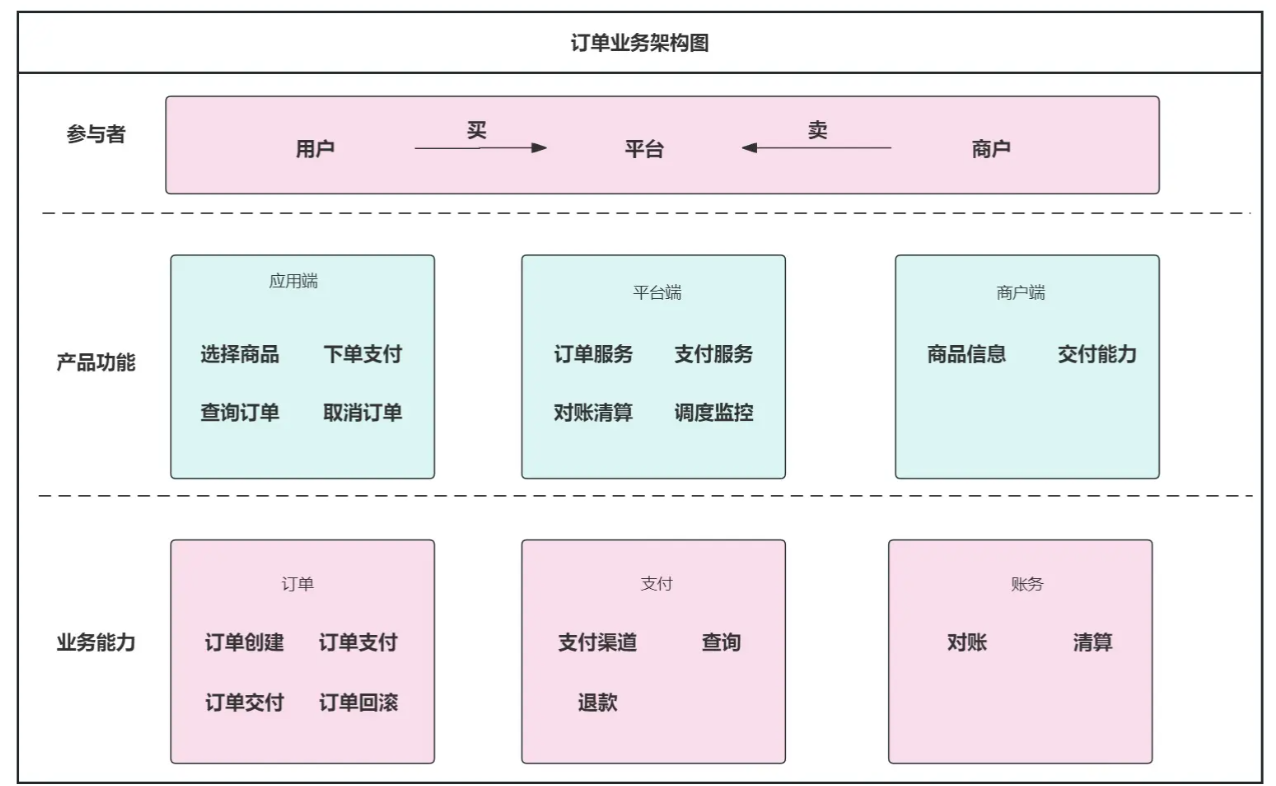 订单业务架构图
参与者
用户
买
平台
卖
商户
产品功能
应用端
选择商品 下单支付
查询订单 取消订单
平台端
订单服务 支付服务
对账清算 调度监控
商户端
商品信息 交付能力
业务能力
订单
订单创建 订单支付
订单交付 订单回滚
支付
支付渠道 查询
退款
账务
对账 清算